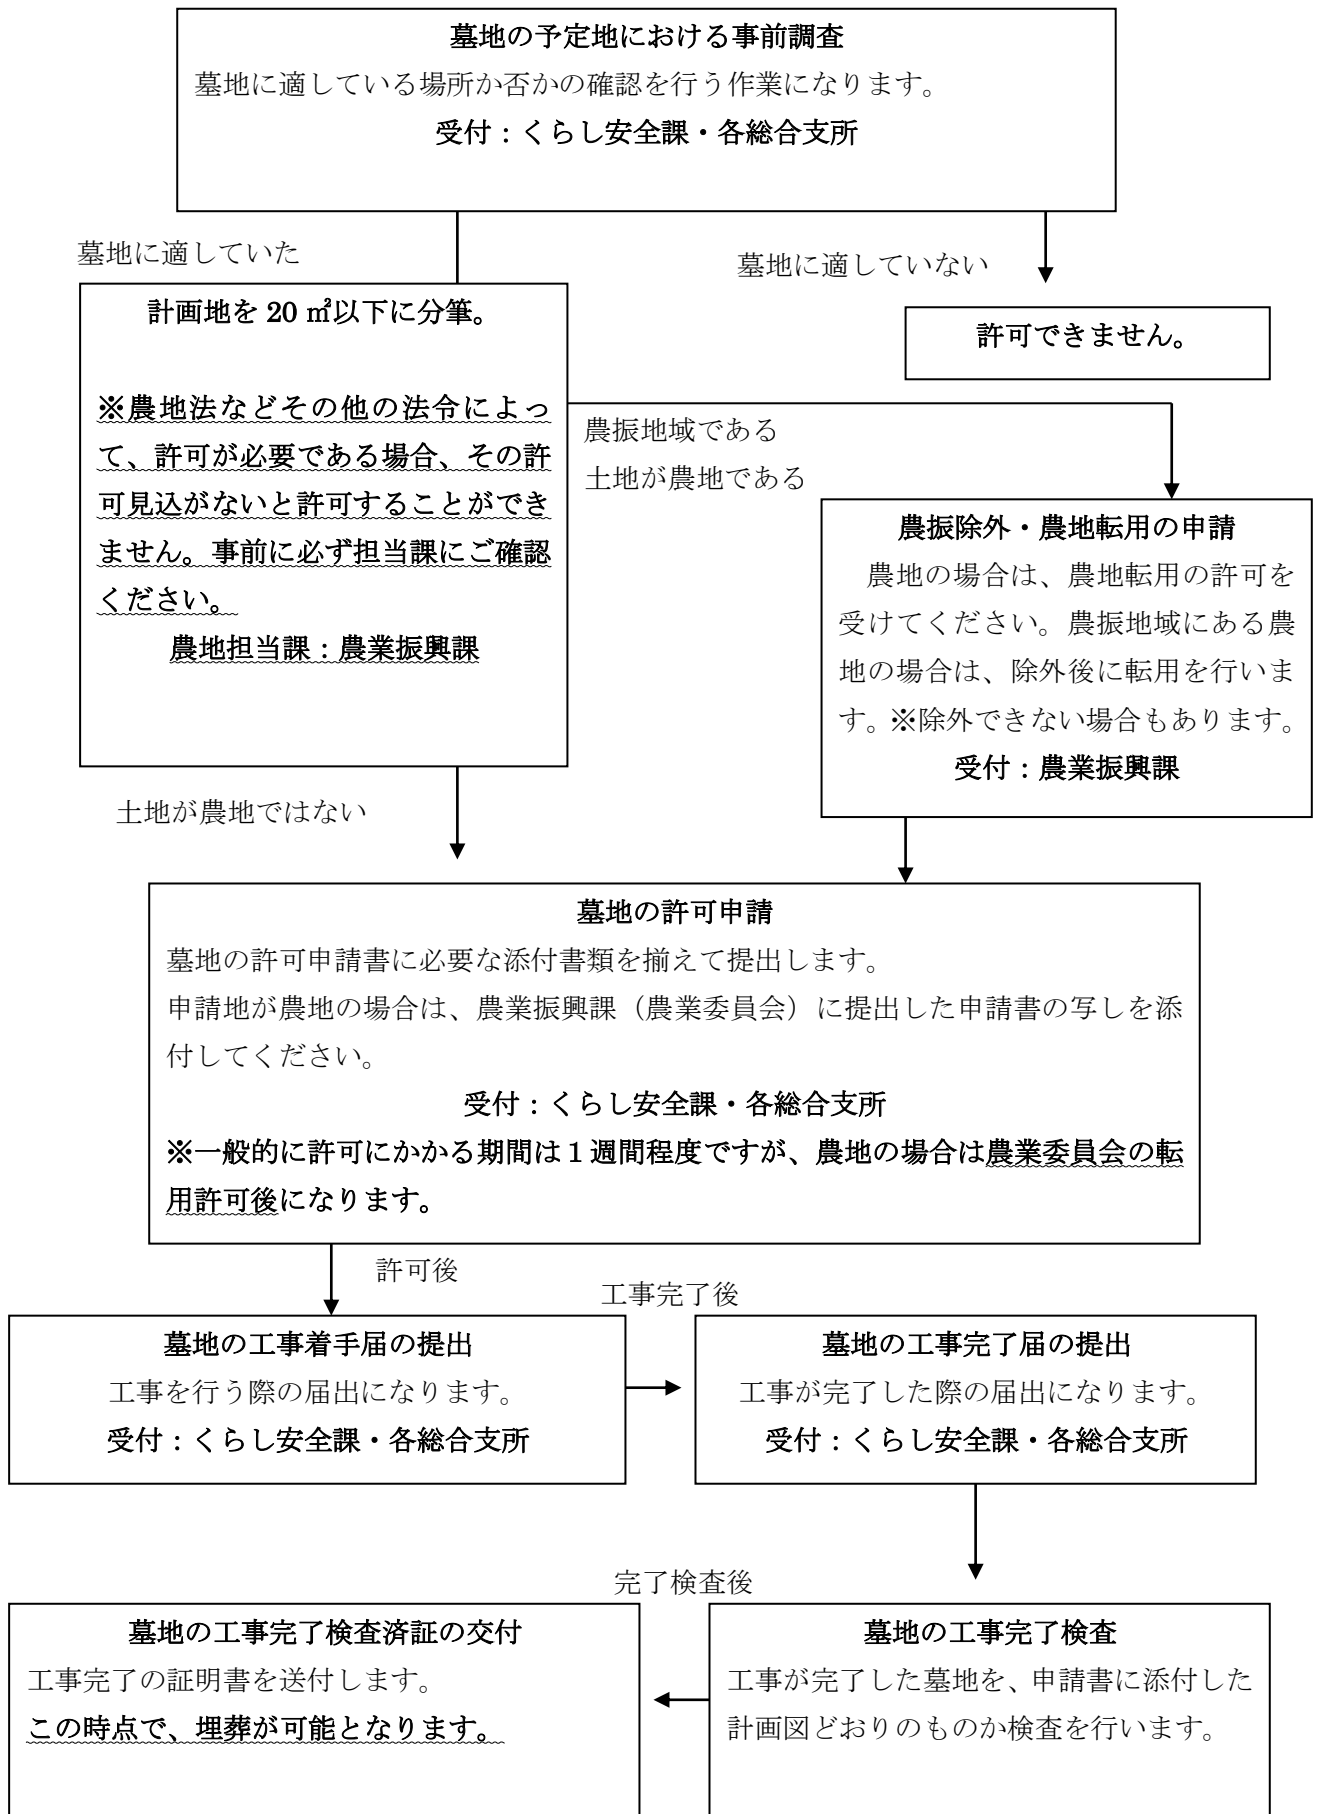 墓地の予定地における事前調査
墓地に適している場所か否かの確認を行う作業になります。
受付：くらし安全課・各総合支所
墓地に適していた
墓地に適していない
計画地を 20 ㎡以下に分筆。
※農地法などその他の法令によっ
て、許可が必要である場合、その許
可見込がないと許可することができ
ません。事前に必ず担当課にご確認
ください。
農地担当課：農業振興課
許可できません。
農振地域である
土地が農地である
農振除外・農地転用の申請
農地の場合は、農地転用の許可を
受けてください。農振地域にある農
地の場合は、除外後に転用を行いま
す。※除外できない場合もあります。
受付：農業振興課
土地が農地ではない
墓地の許可申請
墓地の許可申請書に必要な添付書類を揃えて提出します。
申請地が農地の場合は、農業振興課（農業委員会）に提出した申請書の写しを添
付してください。
受付：くらし安全課・各総合支所
※一般的に許可にかかる期間は１週間程度ですが、農地の場合は農業委員会の転
用許可後になります。
許可後
工事完了後
墓地の工事着手届の提出
工事を行う際の届出になります。
受付：くらし安全課・各総合支所
墓地の工事完了届の提出
工事が完了した際の届出になります。
受付：くらし安全課・各総合支所
完了検査後
墓地の工事完了検査済証の交付
工事完了の証明書を送付します。
この時点で、埋葬が可能となります。
墓地の工事完了検査
工事が完了した墓地を、申請書に添付した
計画図どおりのものか検査を行います。